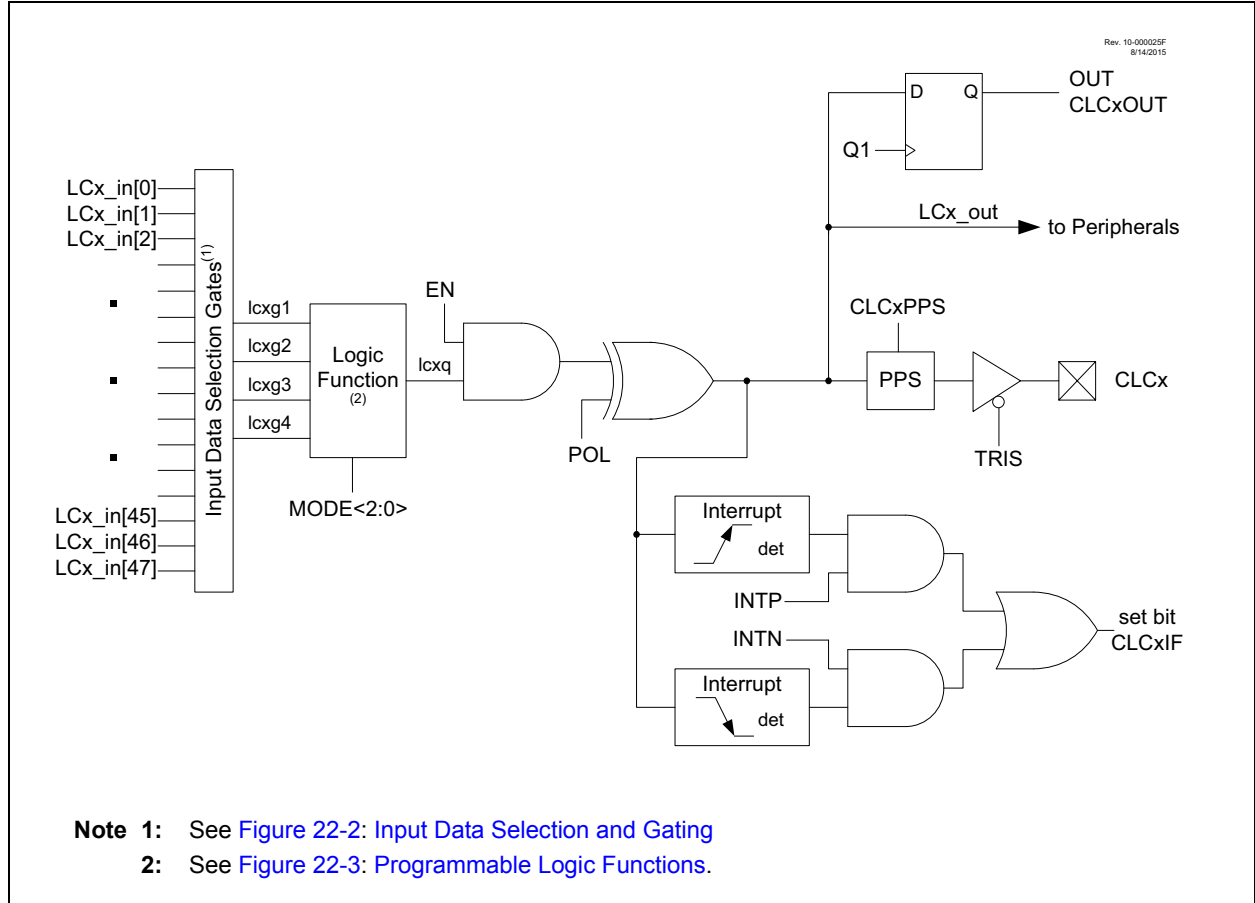 Rev. 10-000025F
8/14/2015
OUT
CLCxOUT
D Q
Q1
LCx_in[0]
LCx_in[1]
LCx_in[2]
LCx_out
to Peripherals
Input Data Selection Gates(1)
EN
CLCxPPS
lcxg1
lcxg2
lcxg3
lcxg4
Logic
Function
(2)
lcxq
PPS
CLCx
POL
TRIS
MODE<2:0>
LCx_in[45]
LCx_in[46]
LCx_in[47]
Interrupt
det
INTP
INTN
set bit
CLCxIF
Interrupt
det
Note 1: See Figure 22-2: Input Data Selection and Gating
2: See Figure 22-3: Programmable Logic Functions.